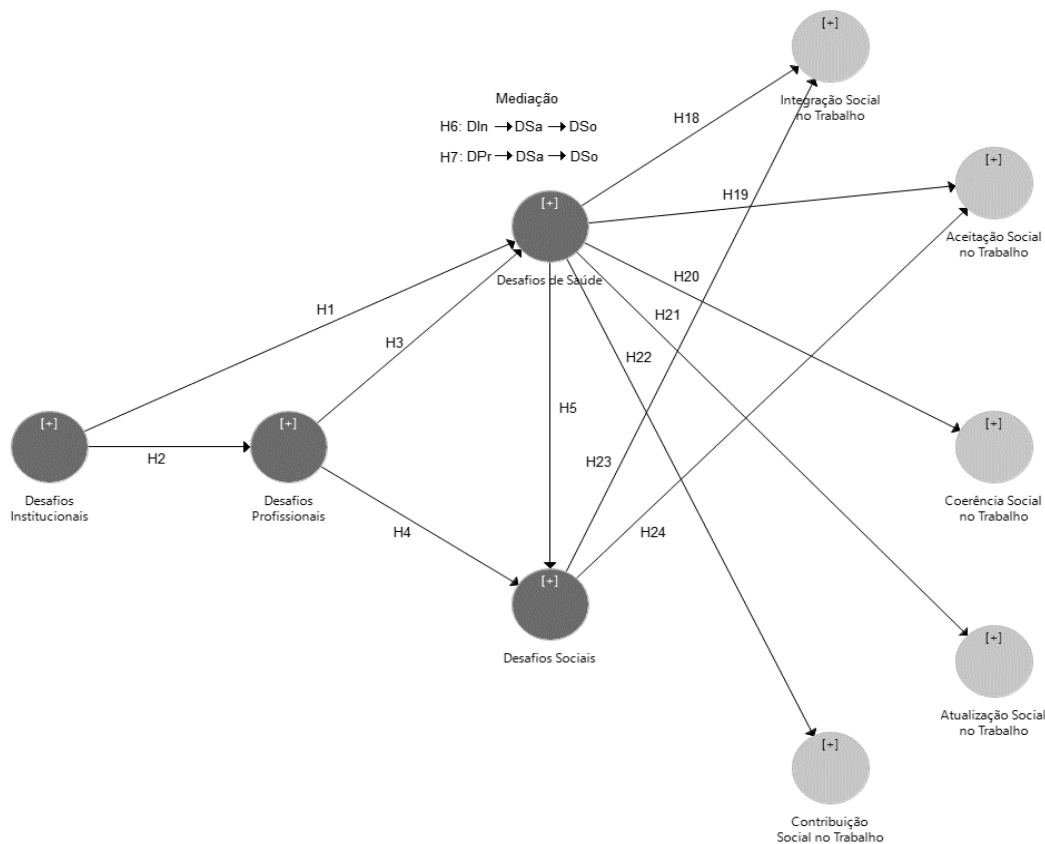 [+]
Integração Social
no Trabalho
Mediação
H6: DIn → DSa → DSo
H7: DPr → DSa → DSo
H18
[+]
Aceitação Social
no Trabalho
H19
[+]
Desafios de Saúde
H20
H1
H21
H3
H22
H5
[+]
Desafios
Institucionais
H2
[+]
Desafios
Profissionais
H23
[+]
Coerência Social
no Trabalho
H4
H24
[+]
Desafios Sociais
[+]
Atualização Social
no Trabalho
[+]
Contribuição
Social no Trabalho